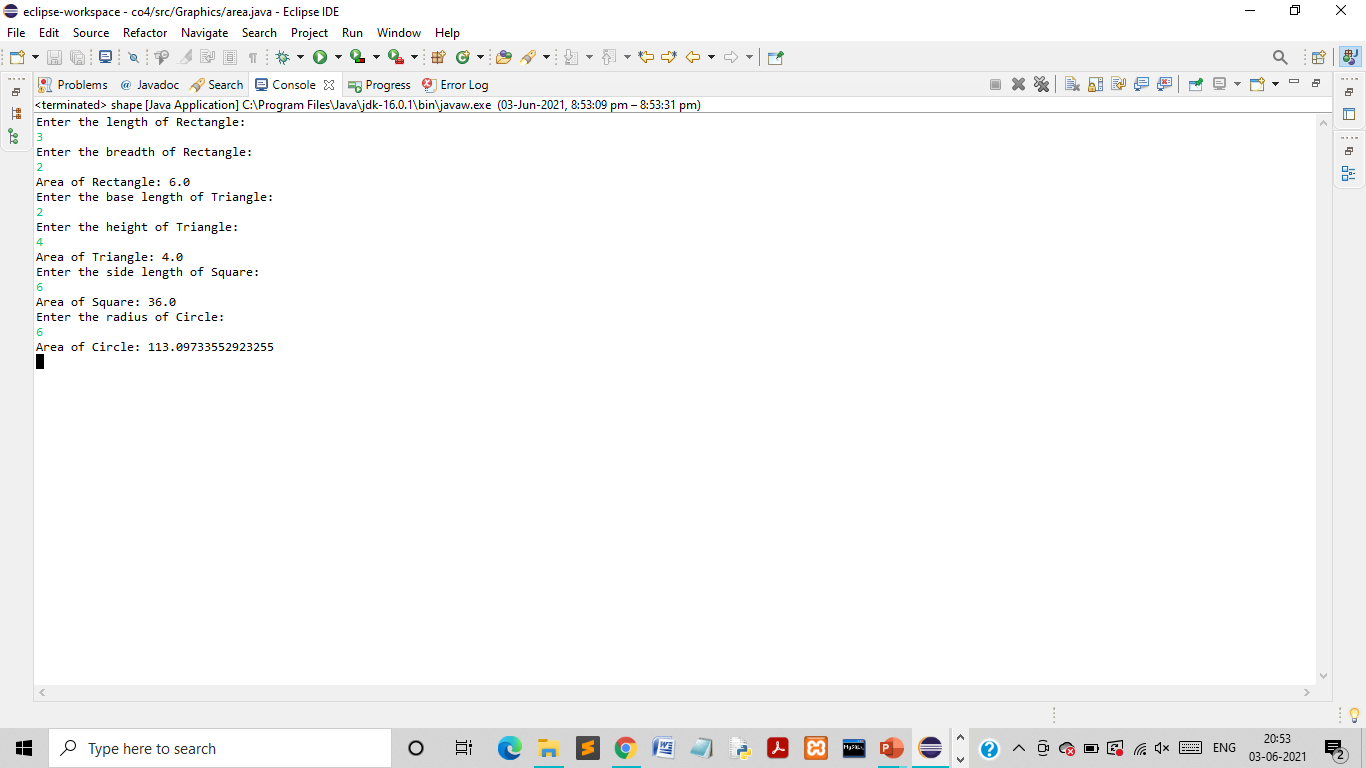 eclipse-workspace - co4/src/Graphics/area.java - Eclipse IDE
File Edit Source Refactor Navigate Search Project Run Window Help
Problems @ Javadoc Search Console Progress Error Log
<terminated> shape [Java Application] C:\Program Files\Java\jdk-16.0.1\bin\javaw.exe (03-Jun-2021, 8:53:09 pm – 8:53:31 pm)
Enter the length of Rectangle:
3
Enter the breadth of Rectangle:
2
Area of Rectangle: 6.0
Enter the base length of Triangle:
2
Enter the height of Triangle:
4
Area of Triangle: 4.0
Enter the side length of Square:
6
Area of Square: 36.0
Enter the radius of Circle:
6
Area of Circle: 113.09733552923255
Type here to search
MySQL
ENG
20:53
03-06-2021
2